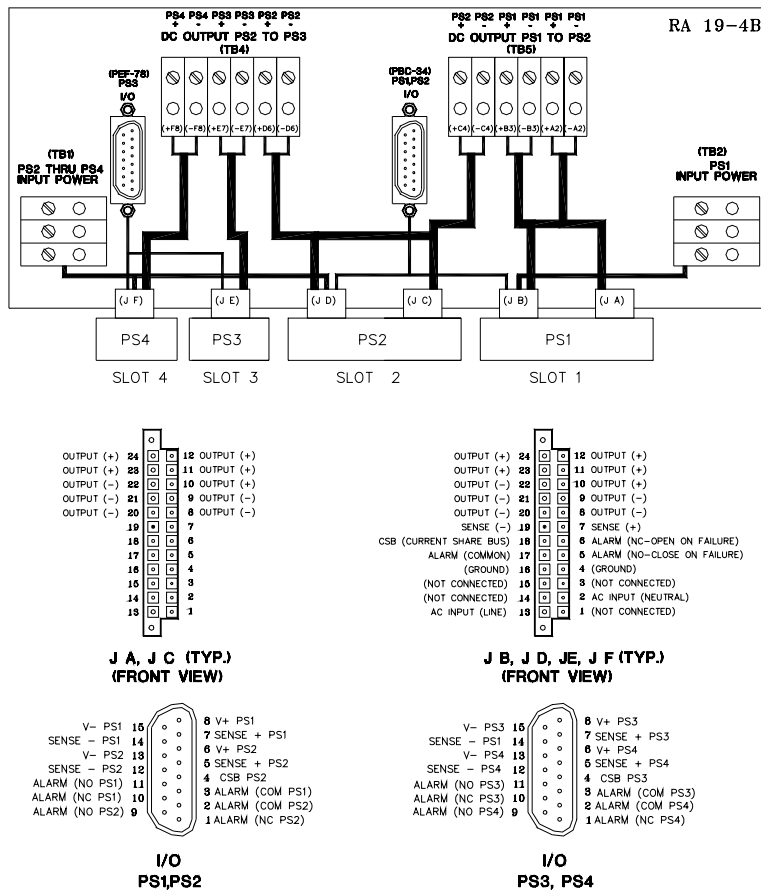 RA 19-4B
PS4 PS4 PS3 PS3 PS2 PS2
+ - + - + -
DC OUTPUT PS2 TO PS3
(TB4)
PS2 PS2 PS1 PS1 PS1 PS1
+ - + - + -
DC OUTPUT PS1 TO PS2
(TB5)
(PEF-78)
PS3
I/O
(PBC-34)
PS1,PS2
I/O
(+F8) (-F8) (+E7) (-E7) (+D6) (-D6)
(+C4) (-C4) (+B3) (-B3) (+A2) (-A2)
(TB1)
PS2 THRU PS4
INPUT POWER
(TB2)
PS1
INPUT POWER
(J F) (J E) (J D) (J C) (J B) (J A)
PS4 PS3 PS2 PS1
SLOT 4 SLOT 3 SLOT 2 SLOT 1
OUTPUT (+) 24 12 OUTPUT (+)
OUTPUT (+) 23 11 OUTPUT (+)
OUTPUT (-) 22 10 OUTPUT (+)
OUTPUT (-) 21 9 OUTPUT (-)
OUTPUT (-) 20 8 OUTPUT (-)
19 7
18 6
17 5
16 4
15 3
14 2
13 1
J A, J C (TYP.)
(FRONT VIEW)
OUTPUT (+) 24 12 OUTPUT (+)
OUTPUT (+) 23 11 OUTPUT (+)
OUTPUT (-) 22 10 OUTPUT (+)
OUTPUT (-) 21 9 OUTPUT (-)
OUTPUT (-) 20 8 OUTPUT (-)
SENSE (-) 19 7 SENSE (+)
CSB (CURRENT SHARE BUS) 18 6 ALARM (NC-OPEN ON FAILURE)
ALARM (COMMON) 17 5 ALARM (NO-CLOSE ON FAILURE)
(GROUND) 16 4 (GROUND)
(NOT CONNECTED) 15 3 (NOT CONNECTED)
(NOT CONNECTED) 14 2 AC INPUT (NEUTRAL)
AC INPUT (LINE) 13 1 (NOT CONNECTED)
J B, J D, JE, J F (TYP.)
(FRONT VIEW)
8 V+ PS1
V- PS1 15
7 SENSE + PS1
SENSE - PS1 14
6 V+ PS2
V- PS2 13
5 SENSE + PS2
SENSE - PS2 12
4 CSB PS2
ALARM (NO PS1) 11
3 ALARM (COM PS1)
ALARM (NC PS1) 10
2 ALARM (COM PS2)
ALARM (NO PS2) 9
1 ALARM (NC PS2)
I/O
PS1,PS2
8 V+ PS3
V- PS3 15
7 SENSE + PS3
SENSE - PS1 14
6 V+ PS4
V- PS4 13
5 SENSE + PS4
SENSE - PS4 12
4 CSB PS3
ALARM (NO PS3) 11
3 ALARM (COM PS3)
ALARM (NC PS3) 10
2 ALARM (COM PS4)
ALARM (NO PS4) 9
1 ALARM (NC PS4)
I/O
PS3, PS4